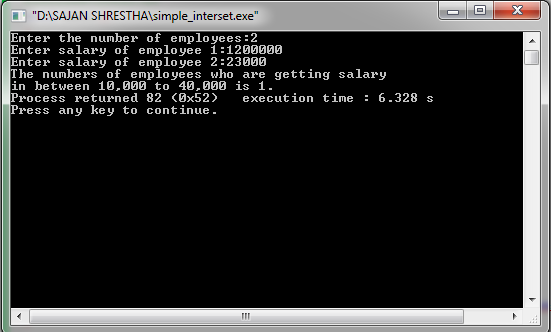 "D:\SAJAN SHRESTHA\simple_interset.exe"
Enter the number of employees:2
Enter salary of employee 1:1200000
Enter salary of employee 2:23000
The numbers of employees who are getting salary
in between 10,000 to 40,000 is 1.
Process returned 82 (0x52)   execution time : 6.328 s
Press any key to continue.